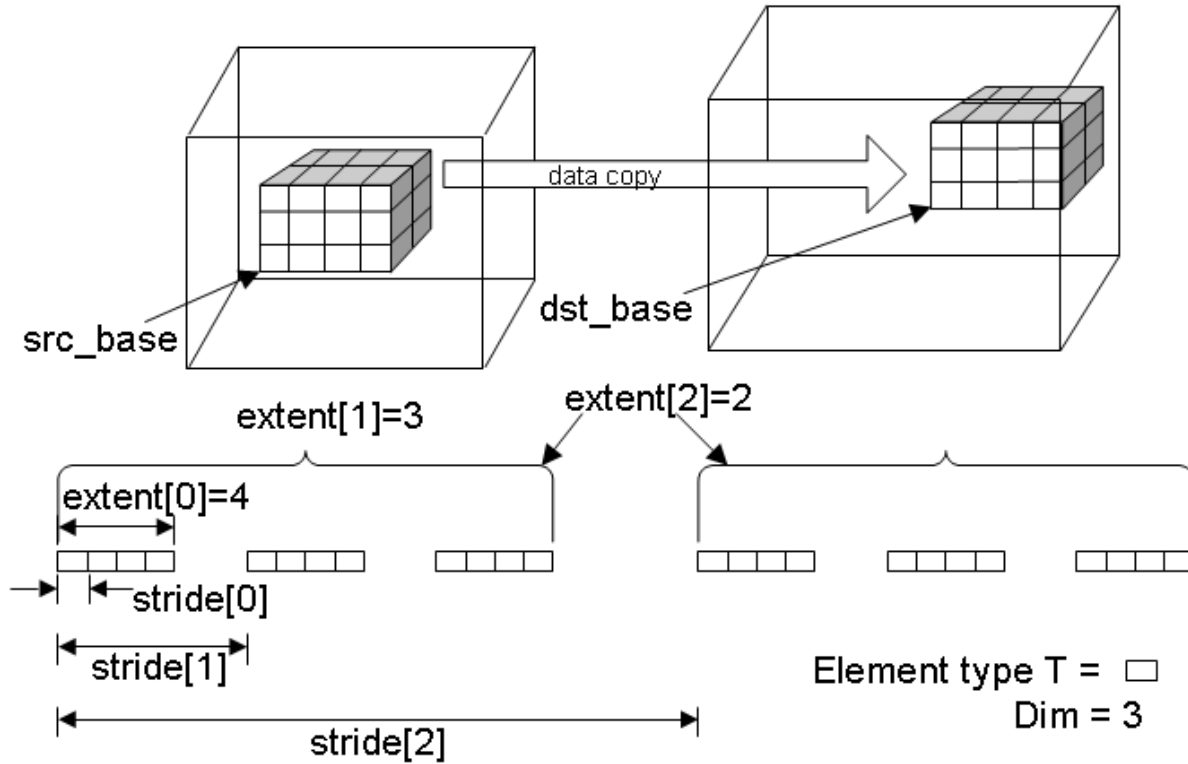 data copy
src_base
dst_base
extent[1]=3
extent[2]=2
extent[0]=4
stride[0]
stride[1]
stride[2]
Element type T =
Dim = 3